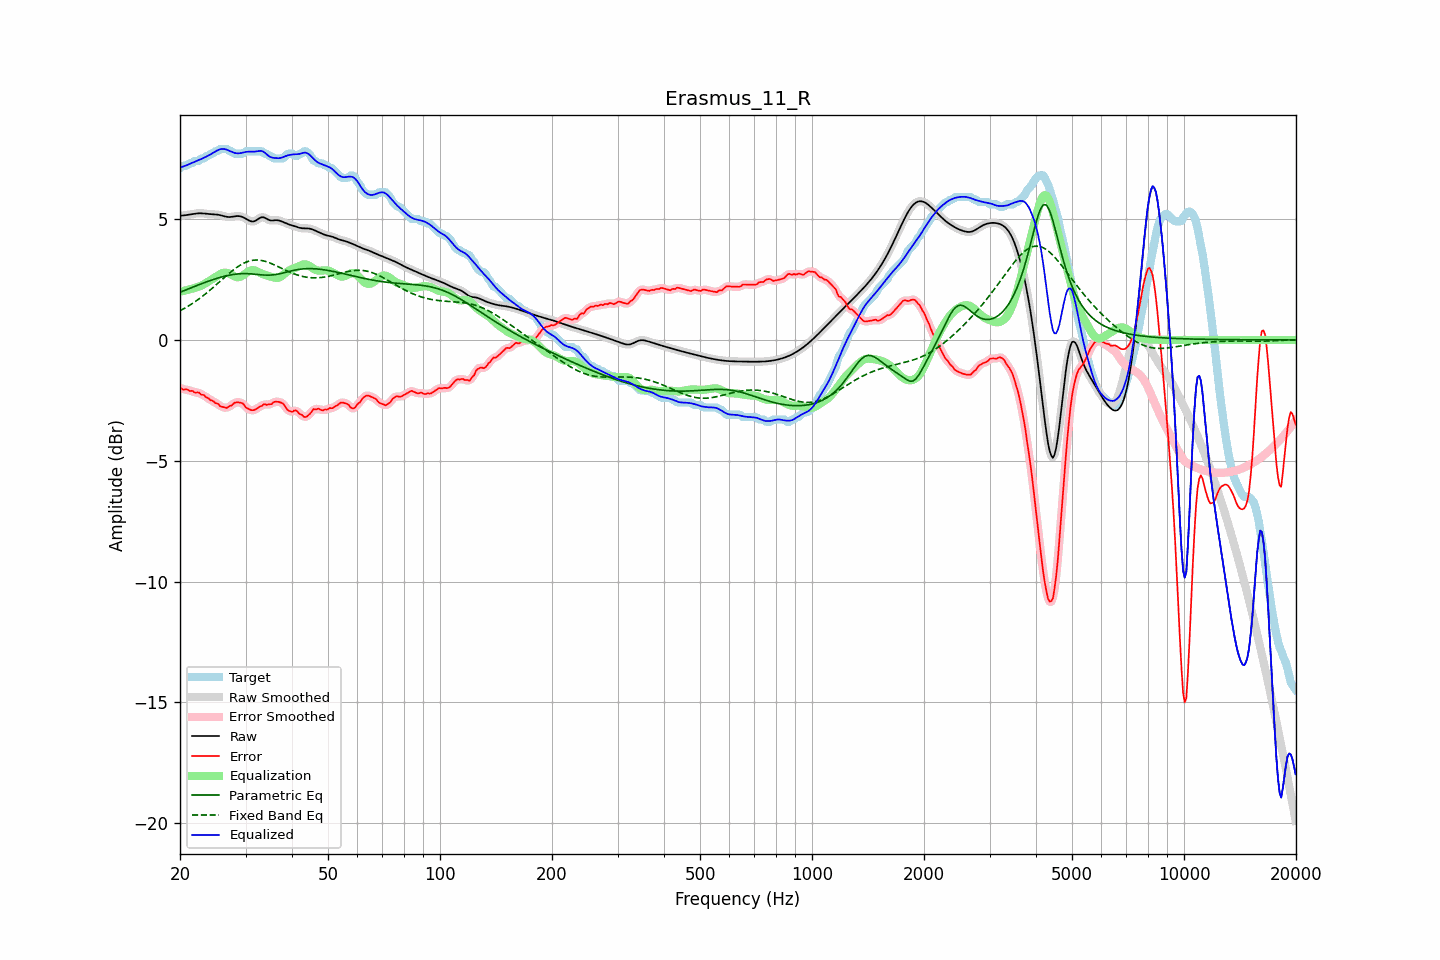 Erasmus_11_R
Amplitude (dBr)
5
0
−5
−10
−15
−20
Target
Raw Smoothed
Error Smoothed
Raw
Error
Equalization
Parametric Eq
Fixed Band Eq
Equalized
20 50 100 200 500 1000 2000 5000 10000 20000
Frequency (Hz)